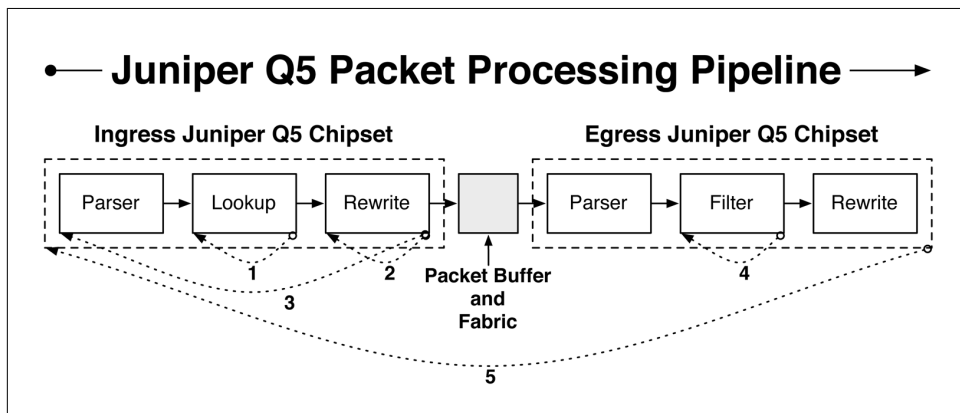 Juniper Q5 Packet Processing Pipeline
Ingress Juniper Q5 Chipset
Egress Juniper Q5 Chipset
Parser
Lookup
Rewrite
Parser
Filter
Rewrite
1
2
3
4
Packet Buffer
and
Fabric
5